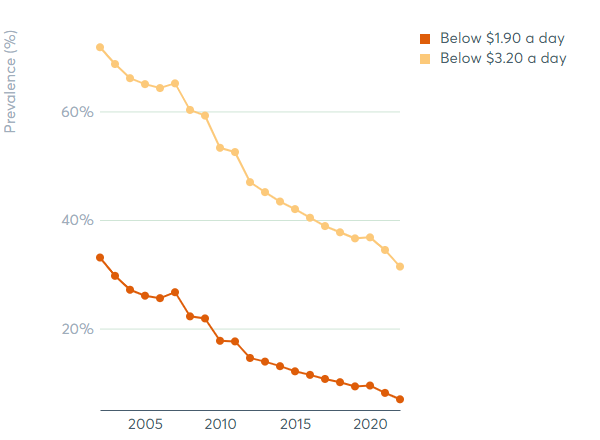 Prevalence (%)
Below $1.90 a day
Below $3.20 a day
60%
40%
20%
2005 2010 2015 2020